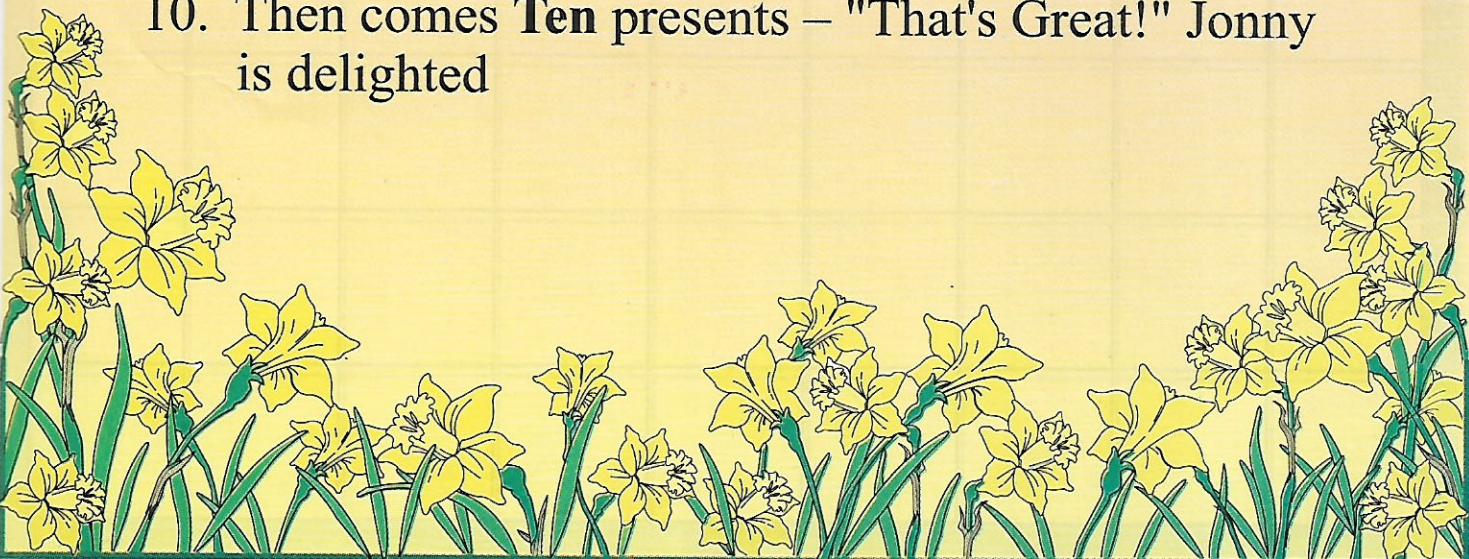 10. Then comes Ten presents – "That's Great!" Jonny
is delighted